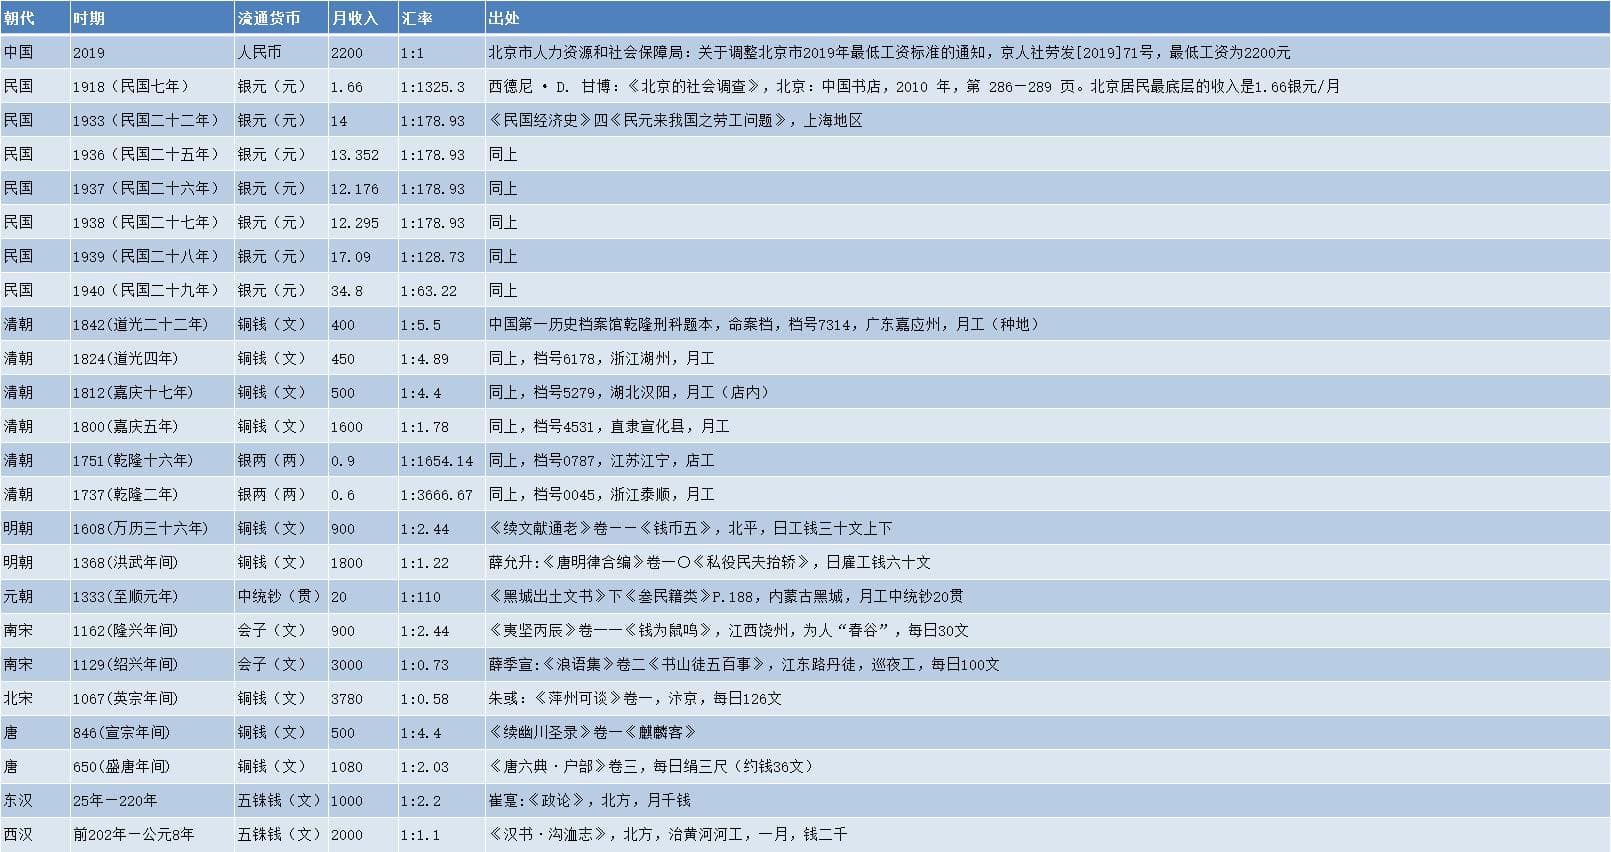 朝代 时期 流通货币 月收入 汇率 出处
中国 2019 人民币 2200 1:1 北京市人力资源和社会保障局：关于调整北京市2019年最低工资标准的通知，京人社劳发[2019]71号，最低工资为2200元
民国 1918（民国七年） 银元（元） 1.66 1:1325.3 西德尼 • D. 甘博：《北京的社会调查》，北京：中国书店，2010 年，第 286－289 页。北京居民最底层的收入是1.66银元/月
民国 1933（民国二十二年） 银元（元） 14 1:178.93 《民国经济史》四《民元来我国之劳工问题》，上海地区
民国 1936（民国二十五年） 银元（元） 13.352 1:178.93 同上
民国 1937（民国二十六年） 银元（元） 12.176 1:178.93 同上
民国 1938（民国二十七年） 银元（元） 12.295 1:178.93 同上
民国 1939（民国二十八年） 银元（元） 17.09 1:128.73 同上
民国 1940（民国二十九年） 银元（元） 34.8 1:63.22 同上
清朝 1842(道光二十二年) 铜钱（文） 400 1:5.5 中国第一历史档案馆乾隆刑科题本，命案档，档号7314，广东嘉应州，月工（种地）
清朝 1824(道光四年) 铜钱（文） 450 1:4.89 同上，档号6178，浙江湖州，月工
清朝 1812(嘉庆十七年) 铜钱（文） 500 1:4.4 同上，档号5279，湖北汉阳，月工（店内）
清朝 1800(嘉庆五年) 铜钱（文） 1600 1:1.78 同上，档号4531，直隶宣化县，月工
清朝 1751(乾隆十六年) 银两（两） 0.9 1:1654.14 同上，档号0787，江苏江宁，店工
清朝 1737(乾隆二年) 银两（两） 0.6 1:3666.67 同上，档号0045，浙江泰顺，月工
明朝 1608(万历三十六年) 铜钱（文） 900 1:2.44 《续文献通老》卷－－《钱币五》，北平，日工钱三十文上下
明朝 1368(洪武年间) 铜钱（文） 1800 1:1.22 薛允升:《唐明律合编》卷一〇《私役民夫抬轿》，日雇工钱六十文
元朝 1333(至顺元年) 中统钞（贯） 20 1:110 《黑城出土文书》下《叁民籍类》P.188，内蒙古黑城，月工中统钞20贯
南宋 1162(隆兴年间) 会子（文） 900 1:2.44 《夷坚丙辰》卷一一《钱为鼠鸣》，江西饶州，为人“舂谷”，每日30文
南宋 1129(绍兴年间) 会子（文） 3000 1:0.73 薛季宣:《浪语集》卷二《书山徒五百事》，江东路丹徒，巡夜工，每日100文
北宋 1067(英宗年间) 铜钱（文） 3780 1:0.58 朱彧：《萍州可谈》卷一，汴京，每日126文
唐 846(宣宗年间) 铜钱（文） 500 1:4.4 《续幽川圣录》卷一《麒麟客》
唐 650(盛唐年间) 铜钱（文） 1080 1:2.03 《唐六典·户部》卷三，每日绢三尺（约钱36文）
东汉 25年－220年 五铢钱（文） 1000 1:2.2 崔寔:《政论》，北方，月千钱
西汉 前202年－公元8年 五铢钱（文） 2000 1:1.1 《汉书·沟洫志》，北方，治黄河河工，一月，钱二千